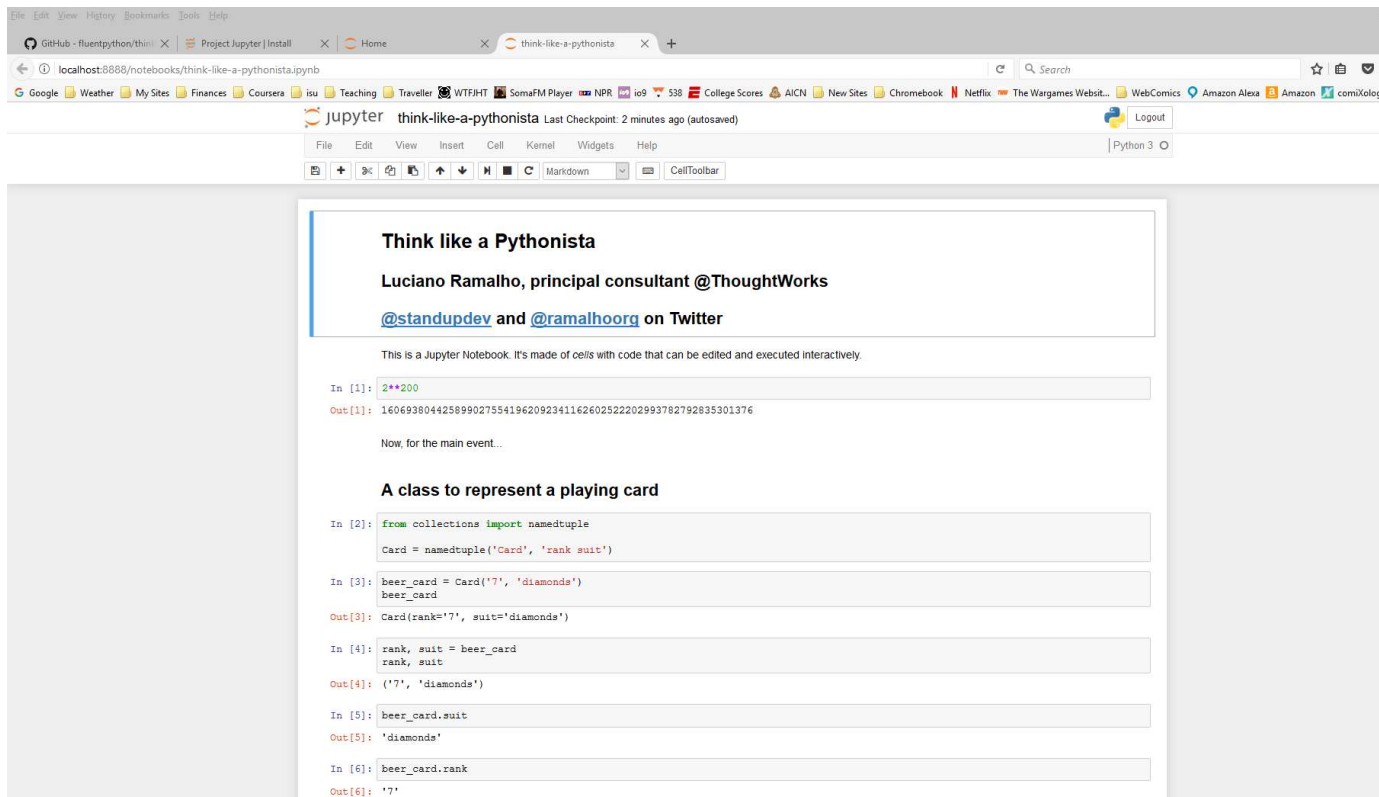 File Edit View History Bookmarks Tools Help
GitHub - fluentpython/thin Project Jupyter | Install Home think-like-a-pythonista
localhost:8888/notebooks/think-like-a-pythonista.ipynb Search
Google Weather My Sites Finances Coursera isu Teaching Traveller WTFJHT SomaFM Player NPR io9 538 College Scores AICN New Sites Chromebook Netflix The Wargames Websit... WebComics Amazon Alexa Amazon comiXolog
jupyter think-like-a-pythonista Last Checkpoint: 2 minutes ago (autosaved) Logout
File Edit View Insert Cell Kernel Widgets Help Python 3
Markdown CellToolbar
Think like a Pythonista
Luciano Ramalho, principal consultant @ThoughtWorks
@standupdev and @ramalhoorg on Twitter
This is a Jupyter Notebook. It's made of cells with code that can be edited and executed interactively.
In [1]: 2**200
Out[1]: 1606938044258990275541962092341162602522202993782792835301376
Now, for the main event...
A class to represent a playing card
In [2]: from collections import namedtuple
Card = namedtuple('Card', 'rank suit')
In [3]: beer_card = Card('7', 'diamonds')
beer_card
Out[3]: Card(rank='7', suit='diamonds')
In [4]: rank, suit = beer_card
rank, suit
Out[4]: ('7', 'diamonds')
In [5]: beer_card.suit
Out[5]: 'diamonds'
In [6]: beer_card.rank
Out[6]: '7'